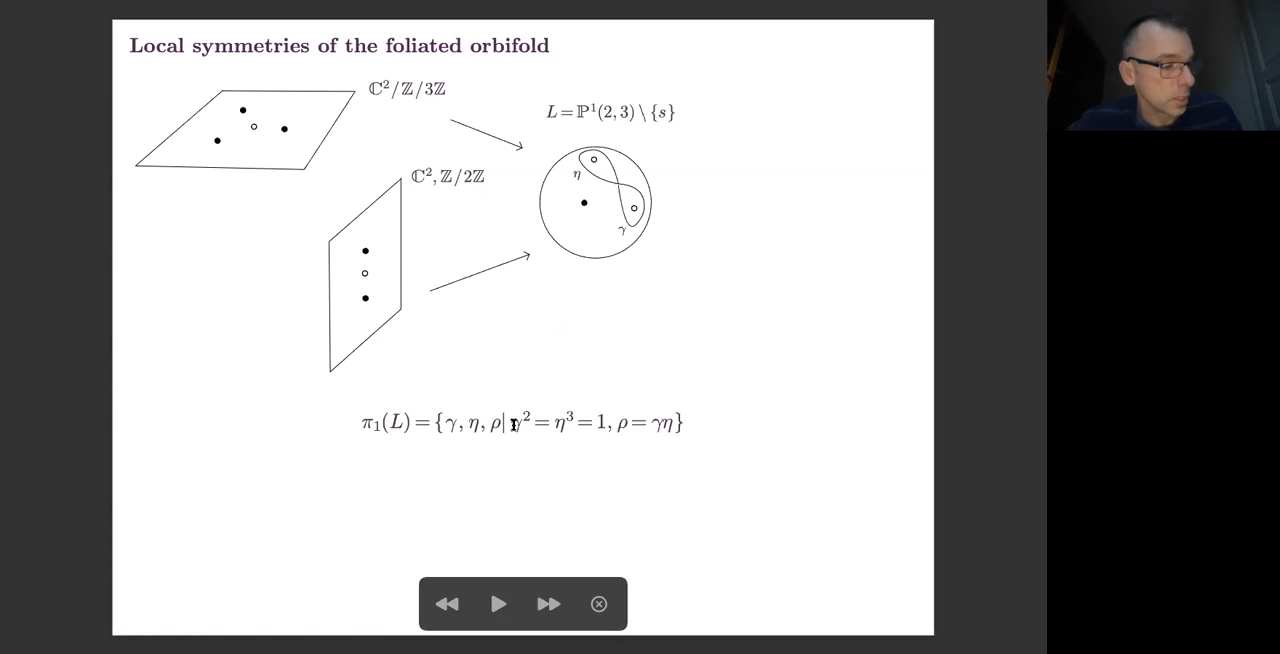 Local symmetries of the foliated orbifold
ℂ²/ℤ/3ℤ
L = ℙ¹(2, 3) \ {s}
η
ℂ², ℤ/2ℤ
γ
π₁(L) = {γ, η, ρ| γ² = η³ = 1, ρ = γη}